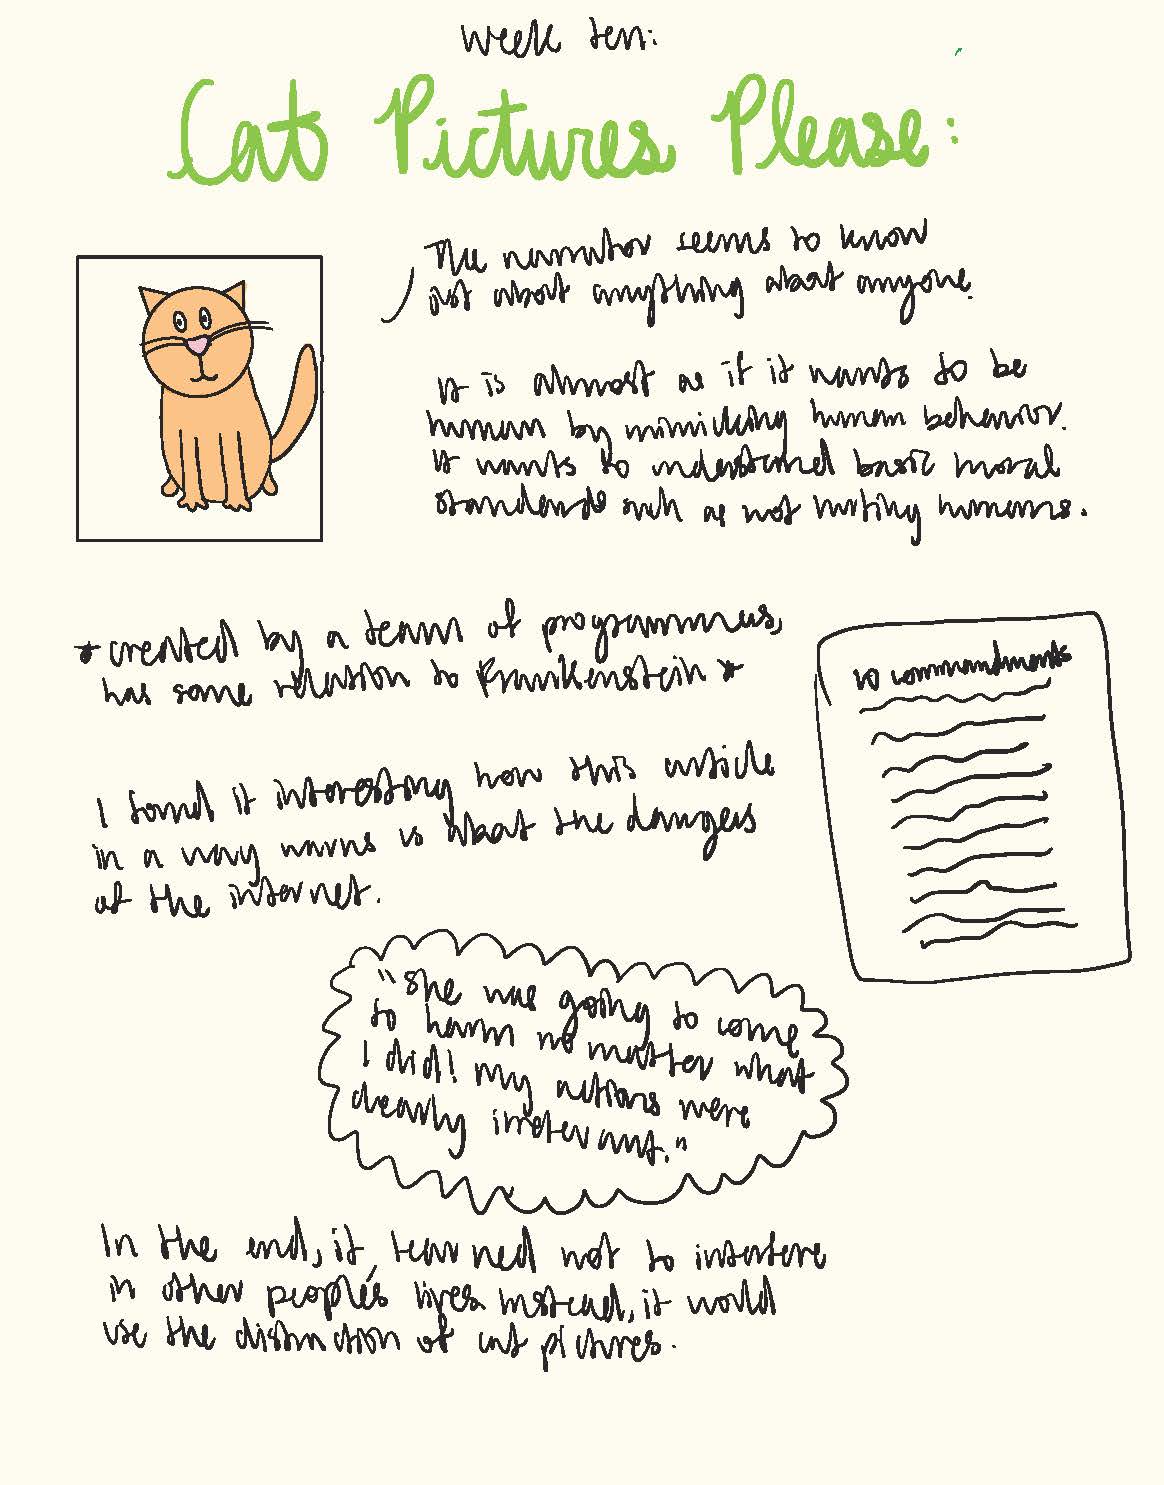 Week ten:
Cat Pictures Please:
The narrator seems to know
just about anything about anyone.
It is almost as if it wants to be
human by mimicking human behavior.
It wants to understand basic moral
standards such as not hurting humans.
*created by a team of programmers,
has some relation to Frankenstein*
10 commandments
I found it interesting how this article
in a way warns us what the dangers
of the internet.
"She was going to come
to harm no matter what
I did! My actions were
clearly irrelevant."
In the end, it learned not to interfere
in other people's lives. Instead, it would
use the distraction of cat pictures.